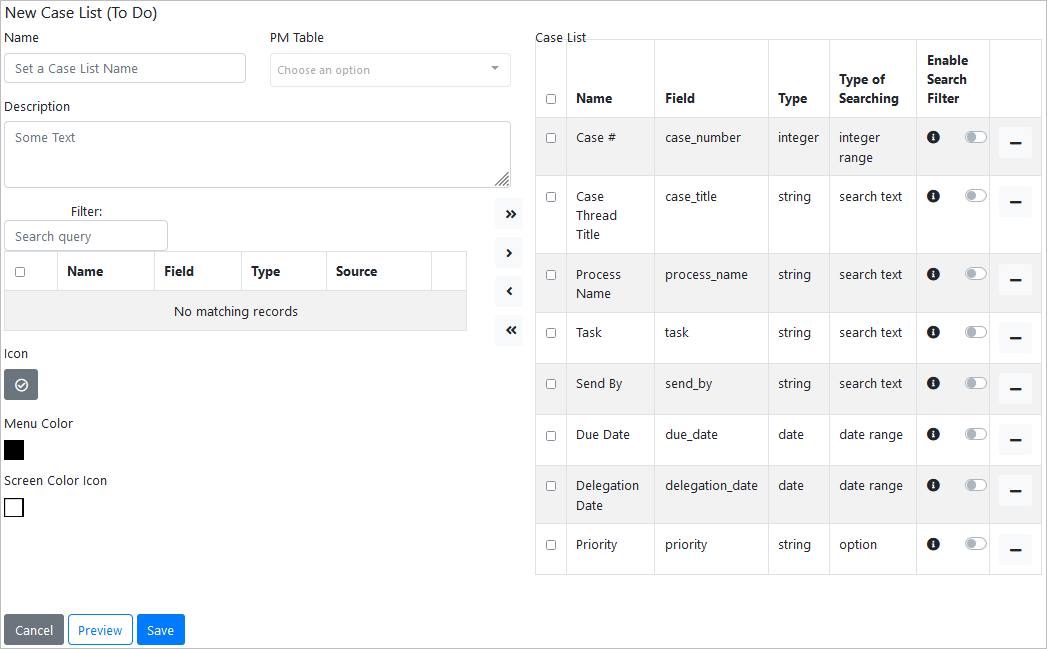 New Case List (To Do)
Name
PM Table
Set a Case List Name
Choose an option
Description
Some Text
Filter:
Search query
Name Field Type Source
No matching records
Icon
Menu Color
Screen Color Icon
Cancel Preview Save
Case List
Name Field Type Type of Searching Enable Search Filter
Case # case_number integer integer range
Case Thread Title case_title string search text
Process Name process_name string search text
Task task string search text
Send By send_by string search text
Due Date due_date date date range
Delegation Date delegation_date date date range
Priority priority string option